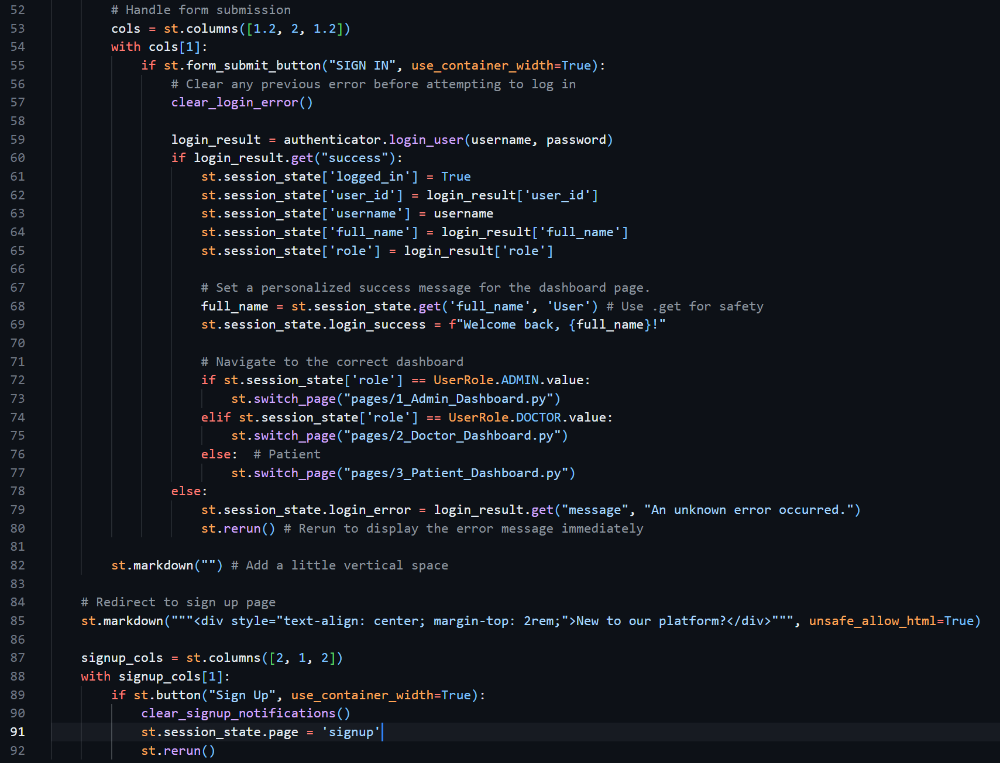 52 # Handle form submission
53 cols = st.columns([1.2, 2, 1.2])
54 with cols[1]:
55 if st.form_submit_button("SIGN IN", use_container_width=True):
56 # Clear any previous error before attempting to log in
57 clear_login_error()
58
59 login_result = authenticator.login_user(username, password)
60 if login_result.get("success"):
61 st.session_state['logged_in'] = True
62 st.session_state['user_id'] = login_result['user_id']
63 st.session_state['username'] = username
64 st.session_state['full_name'] = login_result['full_name']
65 st.session_state['role'] = login_result['role']
66
67 # Set a personalized success message for the dashboard page.
68 full_name = st.session_state.get('full_name', 'User') # Use .get for safety
69 st.session_state.login_success = f"Welcome back, {full_name}!"
70
71 # Navigate to the correct dashboard
72 if st.session_state['role'] == UserRole.ADMIN.value:
73 st.switch_page("pages/1_Admin_Dashboard.py")
74 elif st.session_state['role'] == UserRole.DOCTOR.value:
75 st.switch_page("pages/2_Doctor_Dashboard.py")
76 else: # Patient
77 st.switch_page("pages/3_Patient_Dashboard.py")
78 else:
79 st.session_state.login_error = login_result.get("message", "An unknown error occurred.")
80 st.rerun() # Rerun to display the error message immediately
81
82 st.markdown("") # Add a little vertical space
83
84 # Redirect to sign up page
85 st.markdown("""<div style="text-align: center; margin-top: 2rem;">New to our platform?</div>""", unsafe_allow_html=True)
86
87 signup_cols = st.columns([2, 1, 2])
88 with signup_cols[1]:
89 if st.button("Sign Up", use_container_width=True):
90 clear_signup_notifications()
91 st.session_state.page = 'signup'
92 st.rerun()